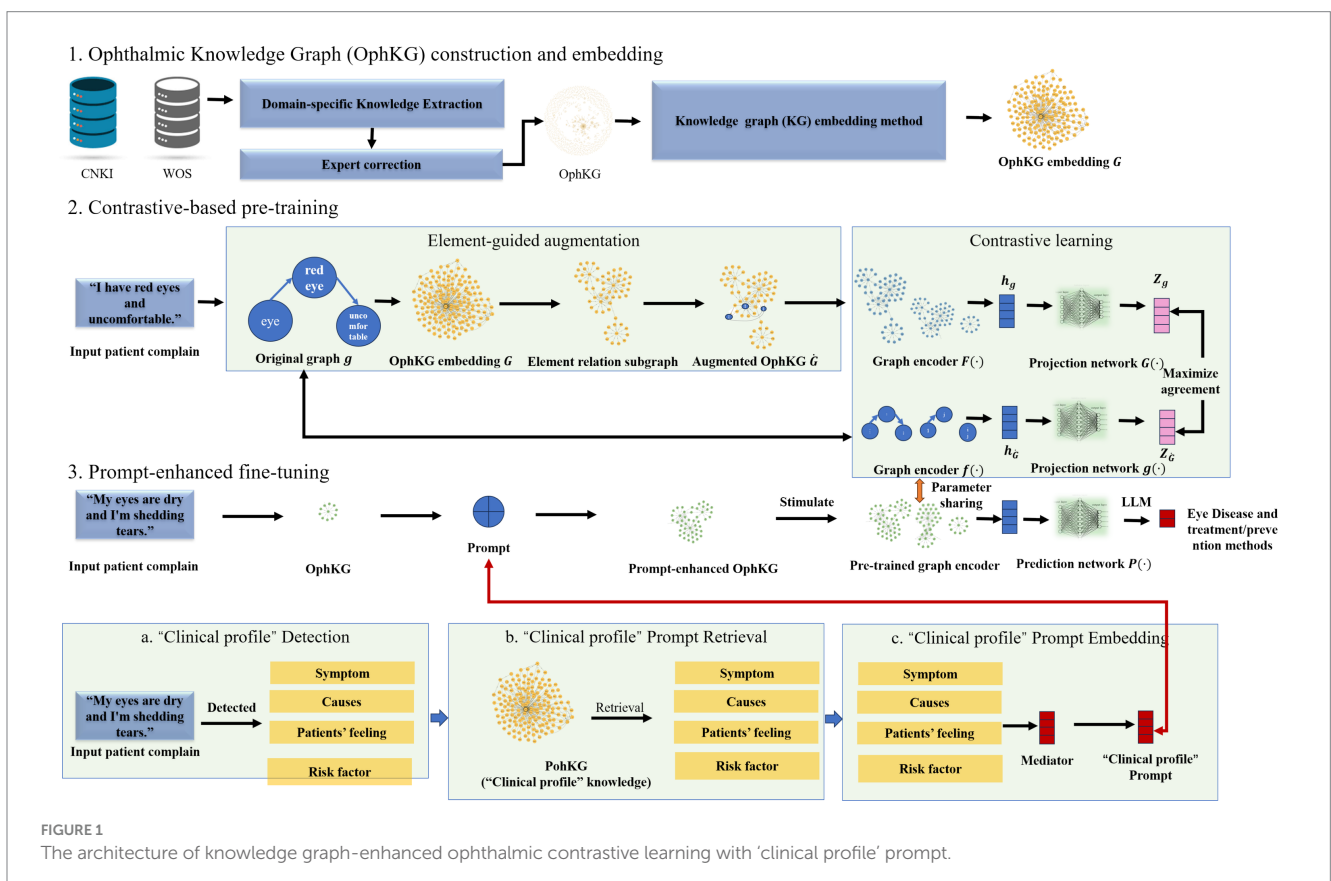 1. Ophthalmic Knowledge Graph (OphKG) construction and embedding
CNKI
WOS
Domain-specific Knowledge Extraction
Expert correction
OphKG
Knowledge graph (KG) embedding method
OphKG embedding G
2. Contrastive-based pre-training
“I have red eyes
and
uncomfortable.”
Input patient complain
Element-guided augmentation
eye
red
eye
unco
mfor
table
Original graph g
OphKG embedding G
Element relation subgraph
Augmented OphKG Ġ
Contrastive learning
Graph encoder F(·)
h_g
Projection network G(·)
Z_g
Maximize
agreement
Graph encoder f(·)
h_Ġ
Projection network g(·)
Z_Ġ
3. Prompt-enhanced fine-tuning
“My eyes are dry
and I'm shedding
tears.”
Input patient complain
OphKG
Prompt
Prompt-enhanced OphKG
Stimulate
Parameter
sharing
Pre-trained graph encoder
Prediction network P(·)
LLM
Eye Disease and
treatment/preve
ntion methods
a. “Clinical profile” Detection
“My eyes are dry
and I'm shedding
tears.”
Input patient complain
Detected
Symptom
Causes
Patients’ feeling
Risk factor
b. “Clinical profile” Prompt Retrieval
PohKG
(“Clinical profile” knowledge)
Retrieval
Symptom
Causes
Patients’ feeling
Risk factor
c. “Clinical profile” Prompt Embedding
Symptom
Causes
Patients’ feeling
Risk factor
Mediator
“Clinical profile”
Prompt
FIGURE 1
The architecture of knowledge graph-enhanced ophthalmic contrastive learning with ‘clinical profile’ prompt.